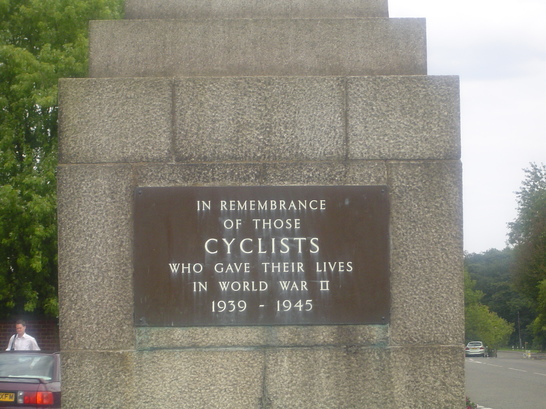 IN REMEMBRANCE
OF THOSE
CYCLISTS
WHO GAVE THEIR LIVES
IN WORLD WAR II
1939 - 1945